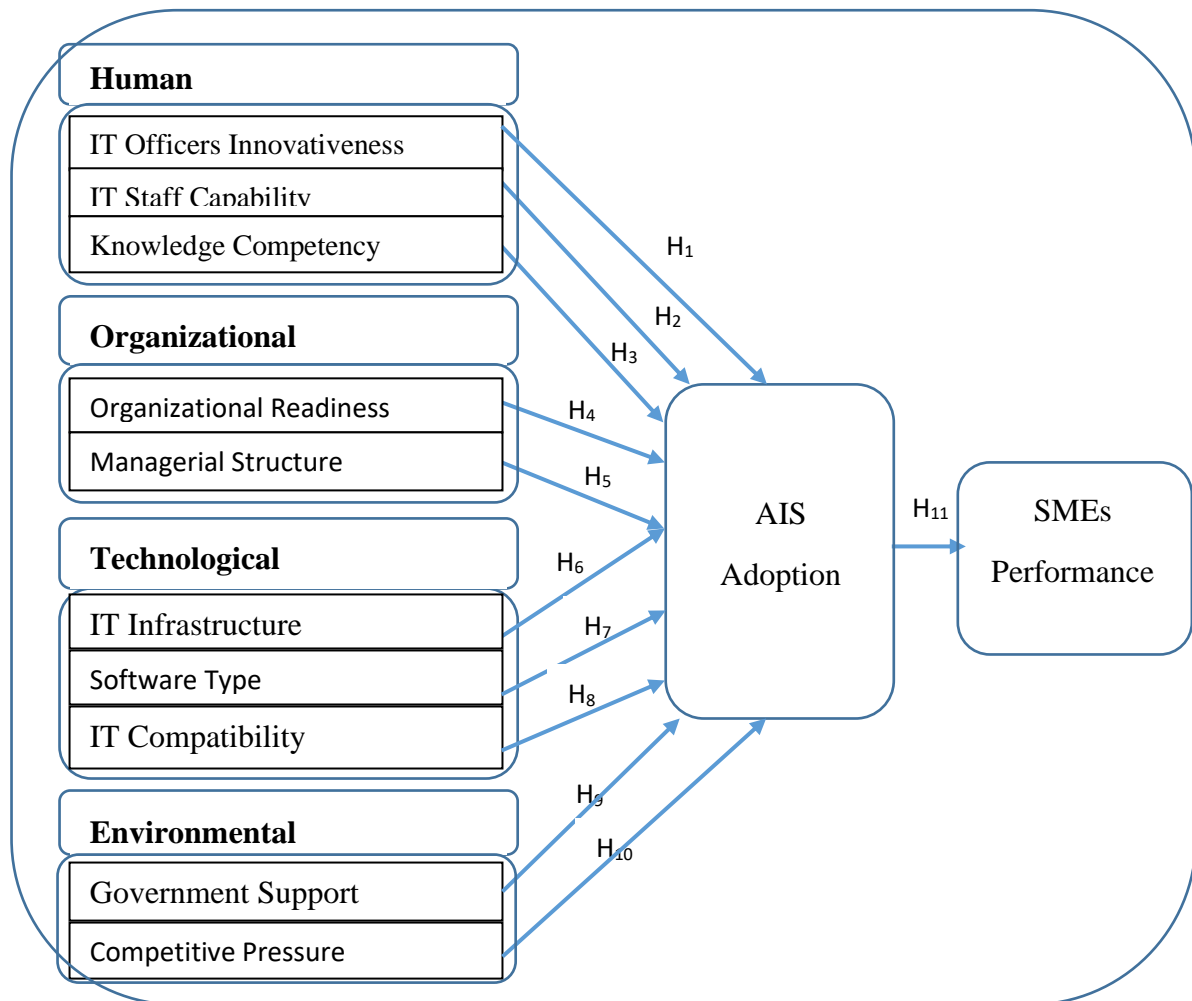 Human
IT Officers Innovativeness
IT Staff Capability
Knowledge Competency
H1
H2
H3
Organizational
Organizational Readiness
Managerial Structure
H4
H5
Technological
IT Infrastructure
Software Type
IT Compatibility
H6
H7
H8
Environmental
Government Support
Competitive Pressure
H9
H10
AIS
Adoption
H11
SMEs
Performance